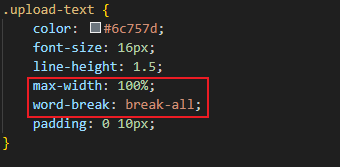 .upload-text {
color: #6c757d;
font-size: 16px;
line-height: 1.5;
max-width: 100%;
word-break: break-all;
padding: 0 10px;
}